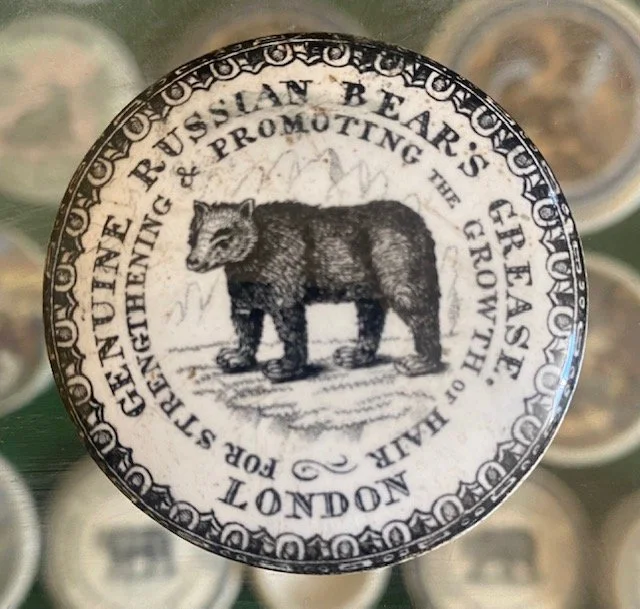 GENUINE RUSSIAN BEAR'S GREASE.
FOR STRENGTHENING & PROMOTING THE GROWTH OF HAIR
LONDON